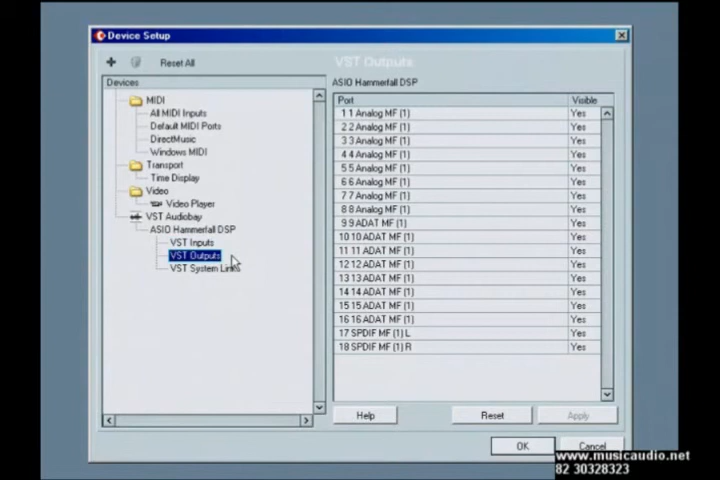 Device Setup
Reset All
VST Outputs
Devices
ASIO Hammerfall DSP
Port Visible
MIDI
All MIDI Inputs
Default MIDI Ports
DirectMusic
Windows MIDI
Transport
Time Display
Video
Video Player
VST Audiobay
ASIO Hammerfall DSP
VST Inputs
VST Outputs
VST System Links
1 1 Analog MF (1) Yes
2 2 Analog MF (1) Yes
3 3 Analog MF (1) Yes
4 4 Analog MF (1) Yes
5 5 Analog MF (1) Yes
6 6 Analog MF (1) Yes
7 7 Analog MF (1) Yes
8 8 Analog MF (1) Yes
9 9 ADAT MF (1) Yes
10 10 ADAT MF (1) Yes
11 11 ADAT MF (1) Yes
12 12 ADAT MF (1) Yes
13 13 ADAT MF (1) Yes
14 14 ADAT MF (1) Yes
15 15 ADAT MF (1) Yes
16 16 ADAT MF (1) Yes
17 SPDIF MF (1) L Yes
18 SPDIF MF (1) R Yes
Help Reset Apply
OK Cancel
www.musicaudio.net
82 30328323